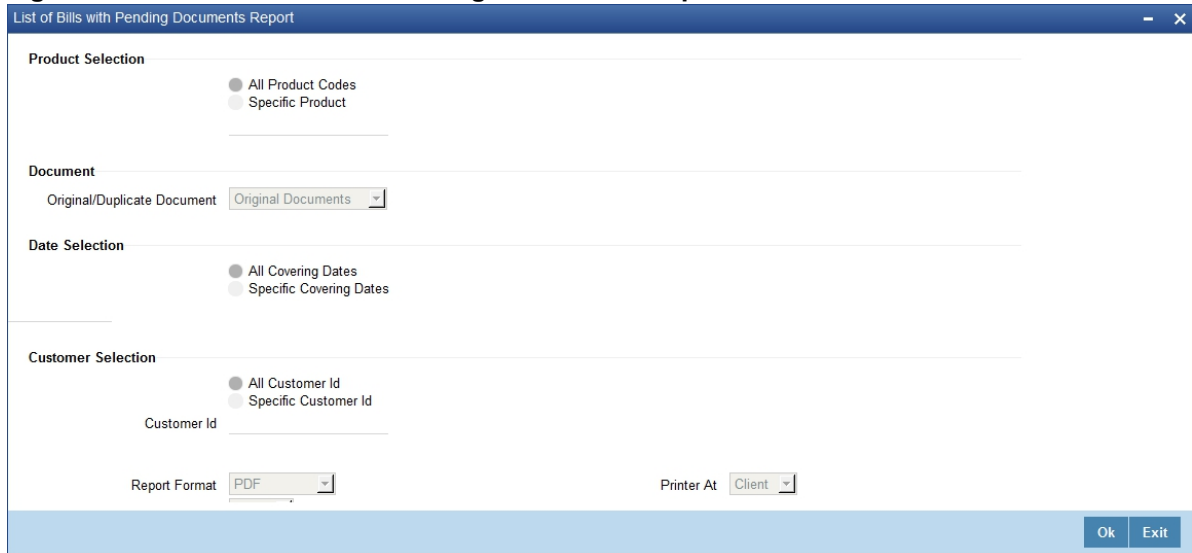 List of Bills with Pending Documents Report
Product Selection
All Product Codes
Specific Product
Document
Original/Duplicate Document Original Documents
Date Selection
All Covering Dates
Specific Covering Dates
Customer Selection
All Customer Id
Specific Customer Id
Customer Id
Report Format PDF Printer At Client
Ok Exit